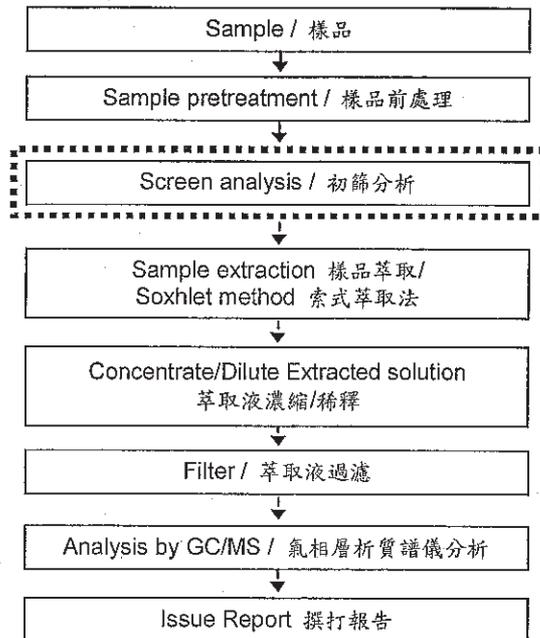 Sample / 樣品
Sample pretreatment / 樣品前處理
Screen analysis / 初篩分析
Sample extraction 樣品萃取/
Soxhlet method 索式萃取法
Concentrate/Dilute Extracted solution
萃取液濃縮/稀釋
Filter / 萃取液過濾
Analysis by GC/MS / 氣相層析質譜儀分析
Issue Report 撰打報告